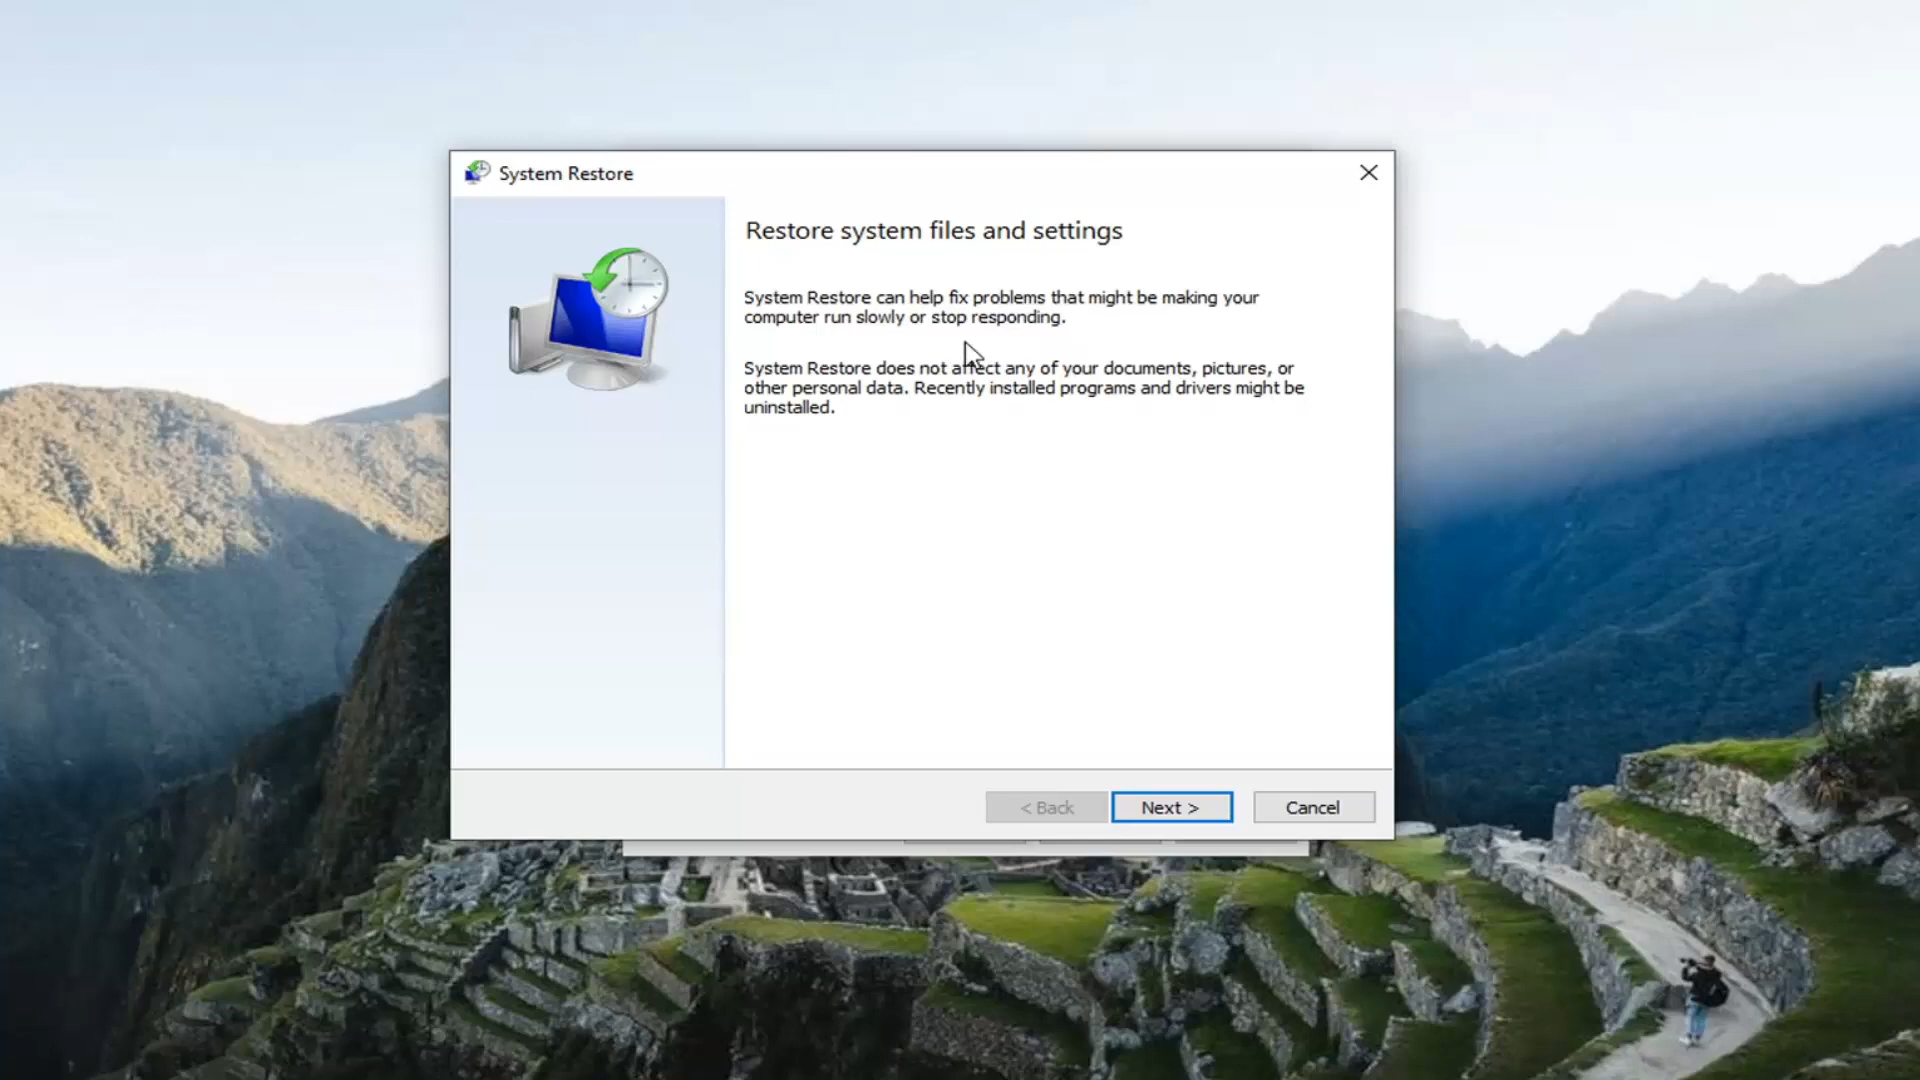 System Restore
Restore system files and settings
System Restore can help fix problems that might be making your
computer run slowly or stop responding.
System Restore does not affect any of your documents, pictures, or
other personal data. Recently installed programs and drivers might be
uninstalled.
< Back
Next >
Cancel